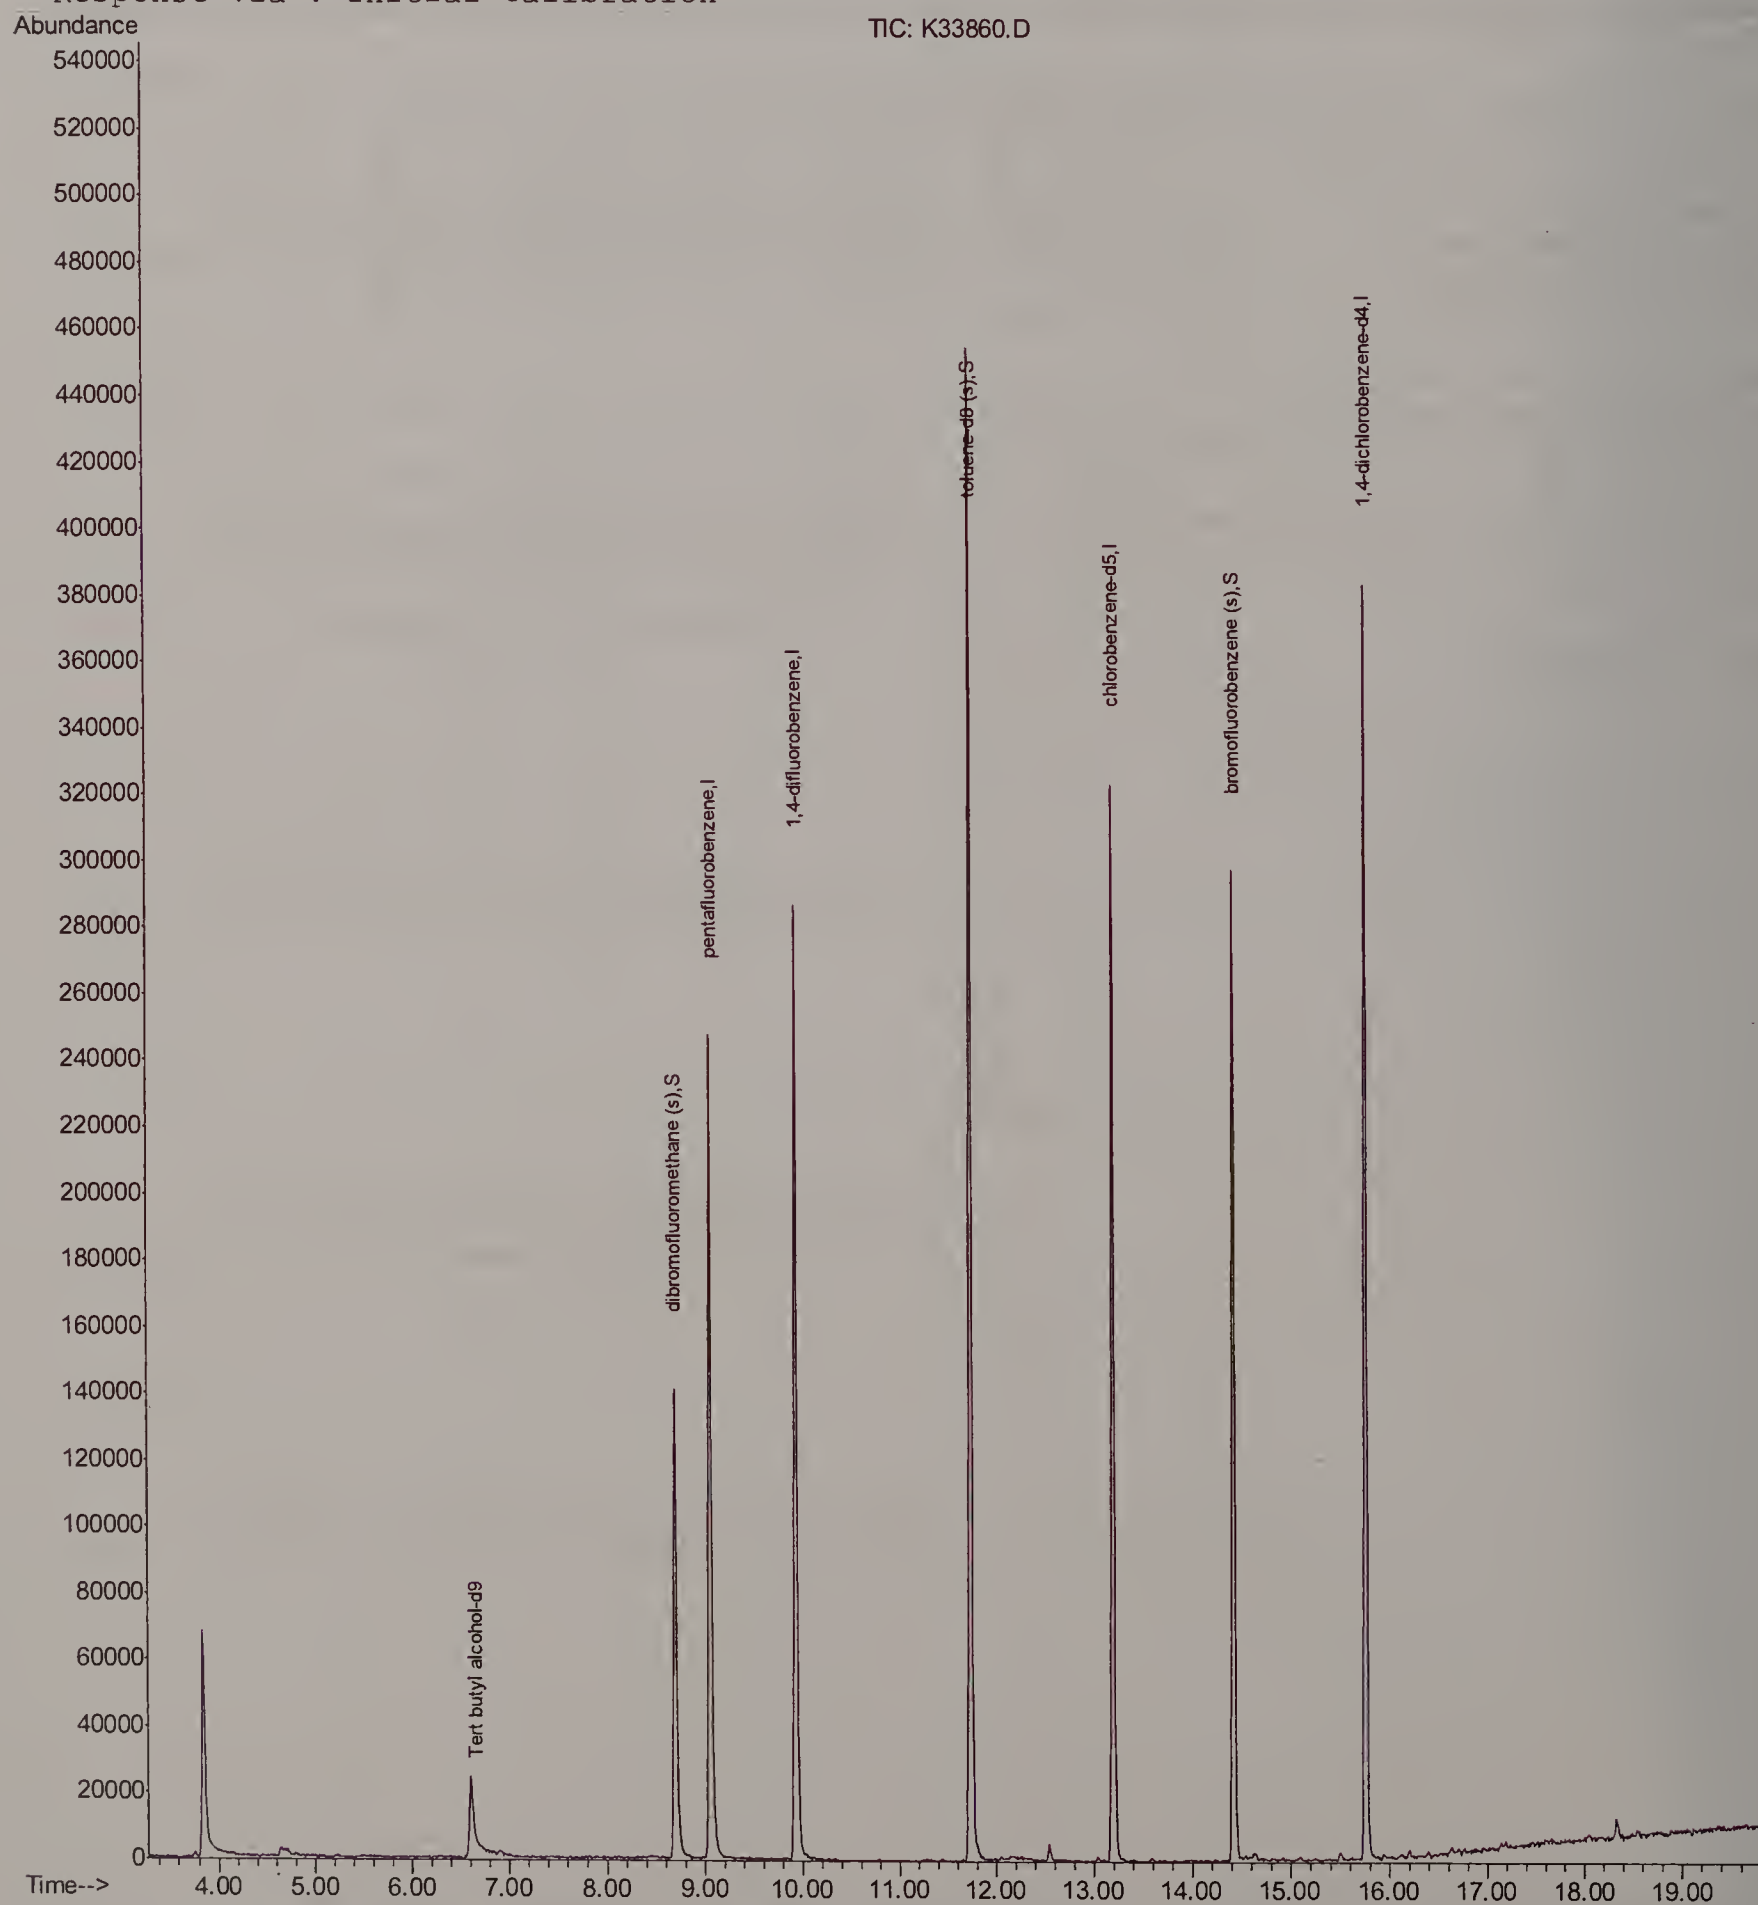 Response via : Initial Calibration
Abundance
TIC: K33860.D
540000
520000
500000
480000
460000
440000
420000
400000
380000
360000
340000
320000
300000
280000
260000
240000
220000
200000
180000
160000
140000
120000
100000
80000
60000
40000
20000
0
Tert butyl alcohol-d9
dibromofluoromethane (s),S
pentafluorobenzene,I
1,4-difluorobenzene,I
toluene-d8 (s),S
chlorobenzene-d5,I
bromofluorobenzene (s),S
1,4-dichlorobenzene-d4,I
Time--> 4.00 5.00 6.00 7.00 8.00 9.00 10.00 11.00 12.00 13.00 14.00 15.00 16.00 17.00 18.00 19.00